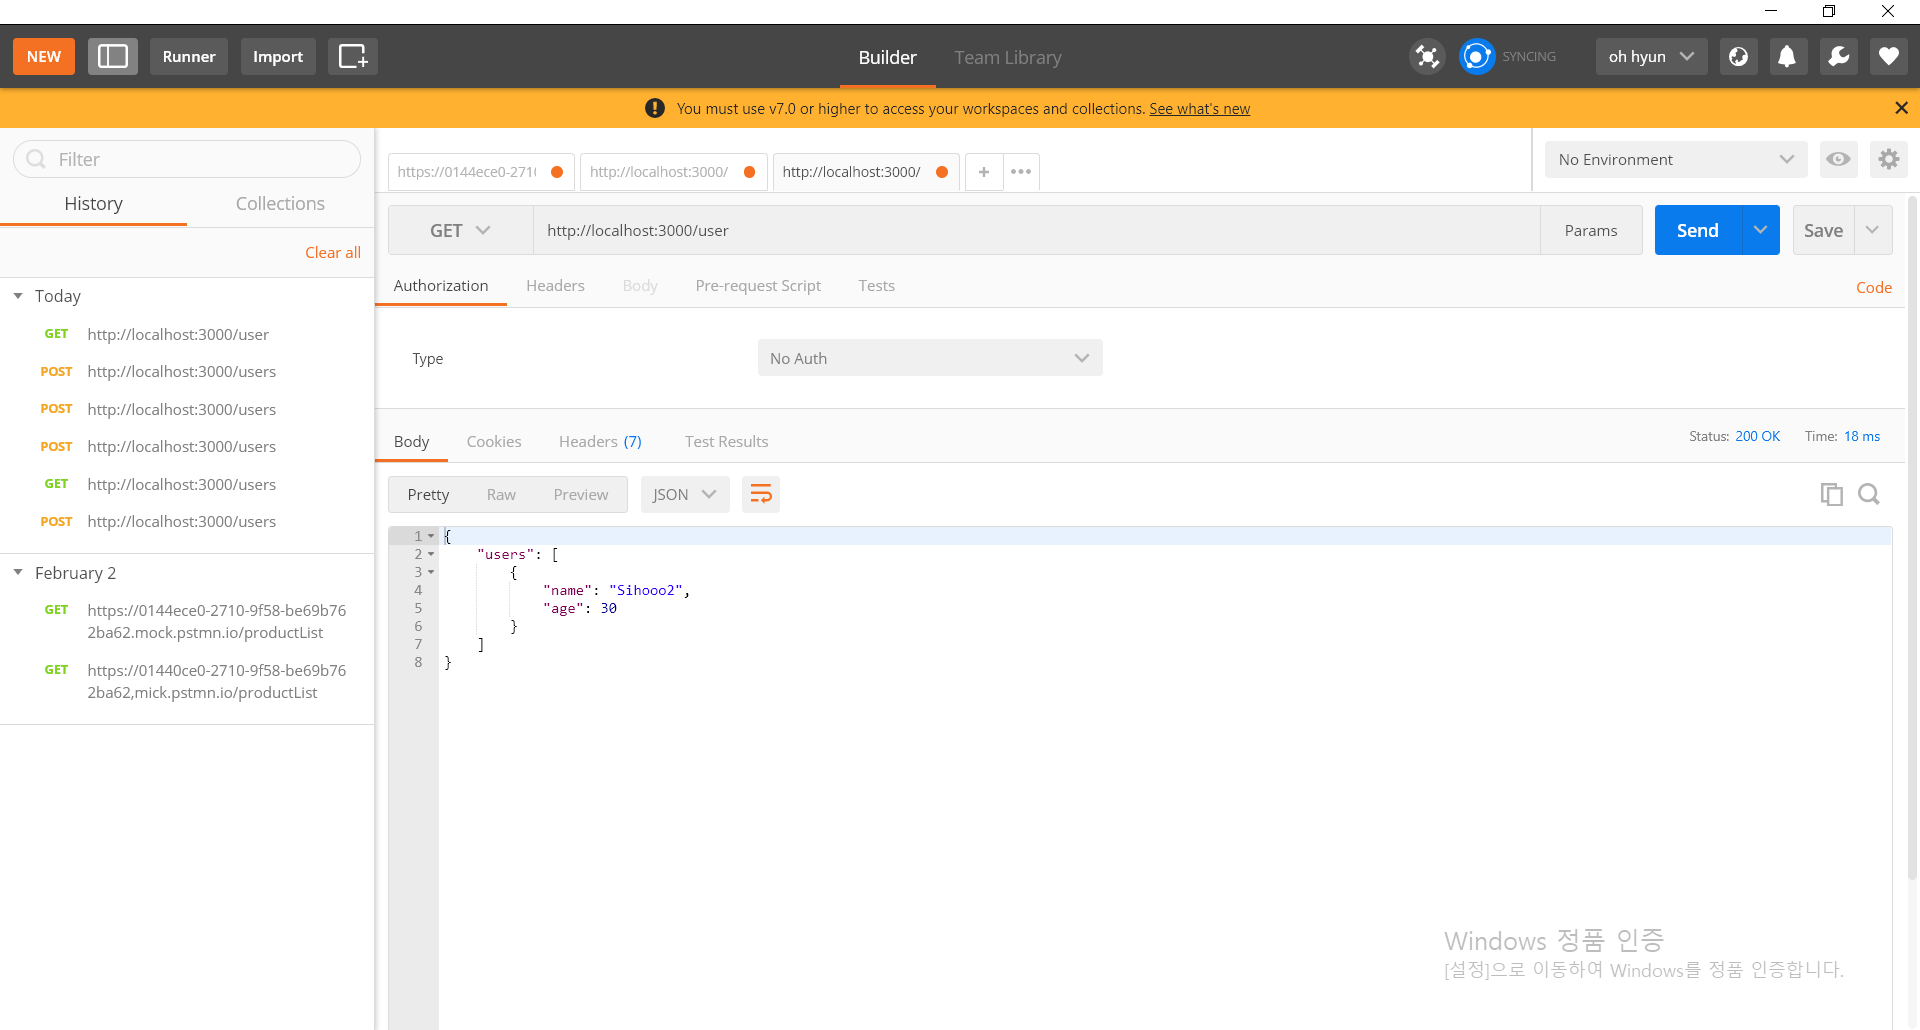 NEW
Runner
Import
Builder
Team Library
SYNCING
oh hyun
You must use v7.0 or higher to access your workspaces and collections. See what's new
Filter
History
Collections
Clear all
Today
GET http://localhost:3000/user
POST http://localhost:3000/users
POST http://localhost:3000/users
POST http://localhost:3000/users
GET http://localhost:3000/users
POST http://localhost:3000/users
February 2
GET https://0144ece0-2710-9f58-be69b76
2ba62.mock.pstmn.io/productList
GET https://01440ce0-2710-9f58-be69b76
2ba62,mick.pstmn.io/productList
https://0144ece0-271
http://localhost:3000/
http://localhost:3000/
No Environment
GET
http://localhost:3000/user
Params
Send
Save
Authorization
Headers
Body
Pre-request Script
Tests
Code
Type
No Auth
Body
Cookies
Headers (7)
Test Results
Status: 200 OK
Time: 18 ms
Pretty
Raw
Preview
JSON
1 {
2 "users": [
3 {
4 "name": "Sihooo2",
5 "age": 30
6 }
7 ]
8 }
Windows 정품 인증
[설정]으로 이동하여 Windows를 정품 인증합니다.